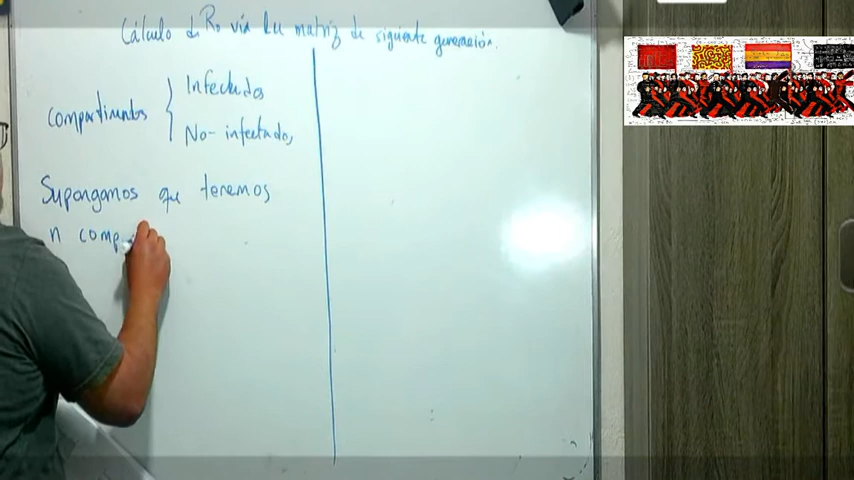 Cálculo de R₀ vía la matriz de siguiente generación.
Compartimentos { Infectados
No-infectados
Supongamos que tenemos
n comp